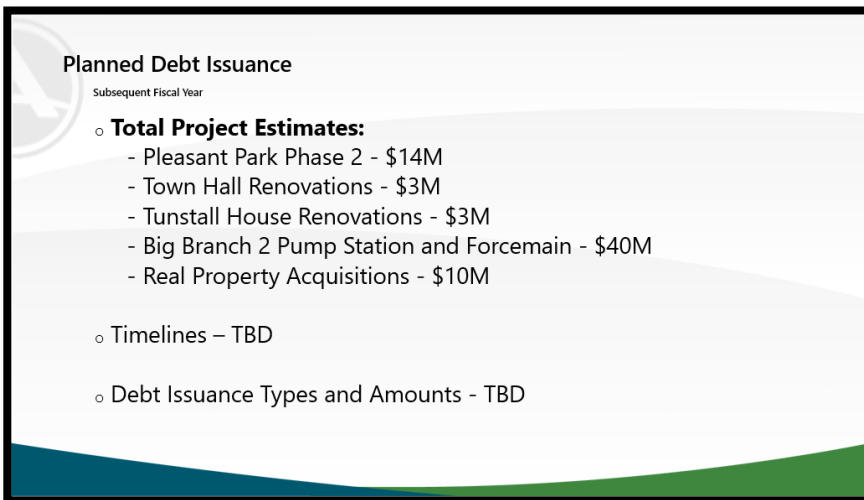 Planned Debt Issuance
Subsequent Fiscal Year
o Total Project Estimates:
- Pleasant Park Phase 2 - $14M
- Town Hall Renovations - $3M
- Tunstall House Renovations - $3M
- Big Branch 2 Pump Station and Forcemain - $40M
- Real Property Acquisitions - $10M
o Timelines – TBD
o Debt Issuance Types and Amounts - TBD